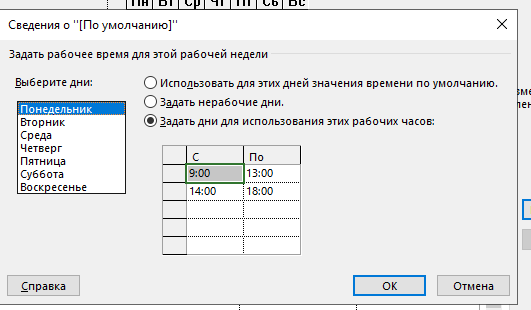 Пн Вт Ср Чт Пт Сб Вс
Сведения о "[По умолчанию]"
Задать рабочее время для этой рабочей недели
Выберите дни:
Использовать для этих дней значения времени по умолчанию.
Задать нерабочие дни.
Задать дни для использования этих рабочих часов:
Понедельник
Вторник
Среда
Четверг
Пятница
Суббота
Воскресенье
С По
9:00 13:00
14:00 18:00
Справка
ОК
Отмена